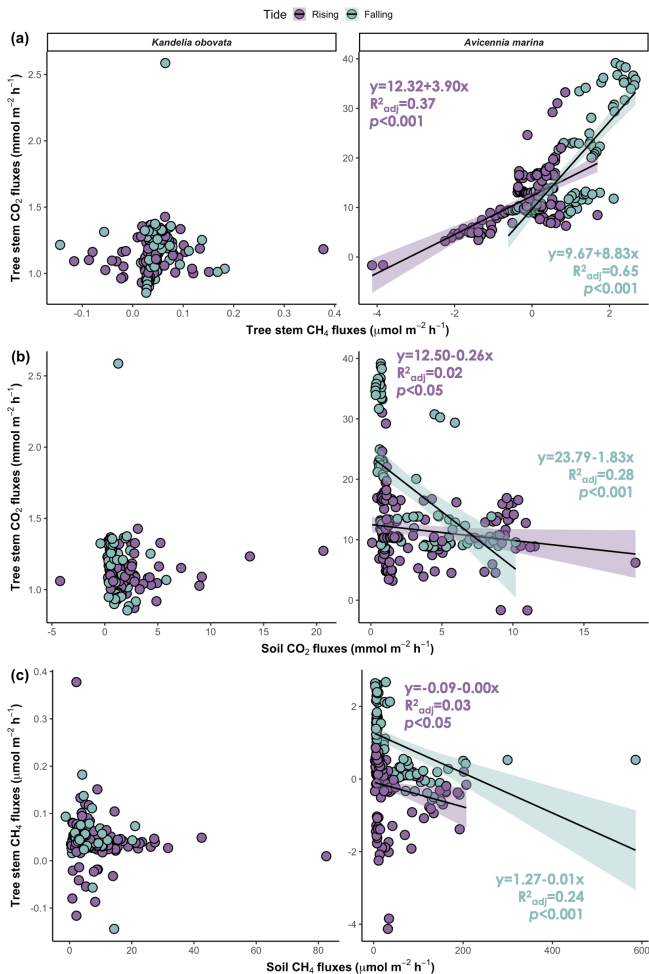 Tide Rising Falling
(a)
Kandelia obovata
Avicennia marina
Tree stem CO2 fluxes (mmol m−2 h−1)
2.5
2.0
1.5
1.0
-0.1
0.0
0.1
0.2
0.3
0.4
y=12.32+3.90x
R²adj=0.37
p<0.001
y=9.67+8.83x
R²adj=0.65
p<0.001
40
30
20
10
0
-4
-2
0
2
Tree stem CH4 fluxes (μmol m−2 h−1)
(b)
Tree stem CO2 fluxes (mmol m−2 h−1)
2.5
2.0
1.5
1.0
-5
0
5
10
15
20
y=12.50-0.26x
R²adj=0.02
p<0.05
y=23.79-1.83x
R²adj=0.28
p<0.001
40
30
20
10
0
0
5
10
15
Soil CO2 fluxes (mmol m−2 h−1)
(c)
Tree stem CH4 fluxes (μmol m−2 h−1)
0.4
0.3
0.2
0.1
0.0
-0.1
0
20
40
60
80
y=-0.09-0.00x
R²adj=0.03
p<0.05
y=1.27-0.01x
R²adj=0.24
p<0.001
2
0
-2
-4
0
200
400
600
Soil CH4 fluxes (μmol m−2 h−1)